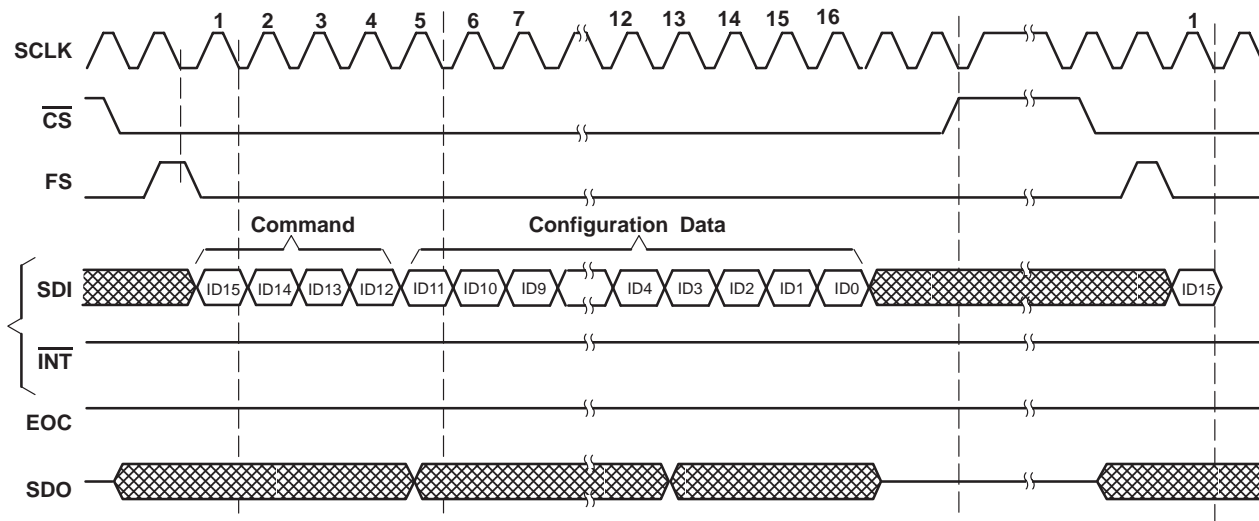 1 2 3 4 5 6 7 12 13 14 15 16 1
SCLK
CS
FS
Command Configuration Data
SDI ID15 ID14 ID13 ID12 ID11 ID10 ID9 ID4 ID3 ID2 ID1 ID0 ID15
INT
EOC
SDO